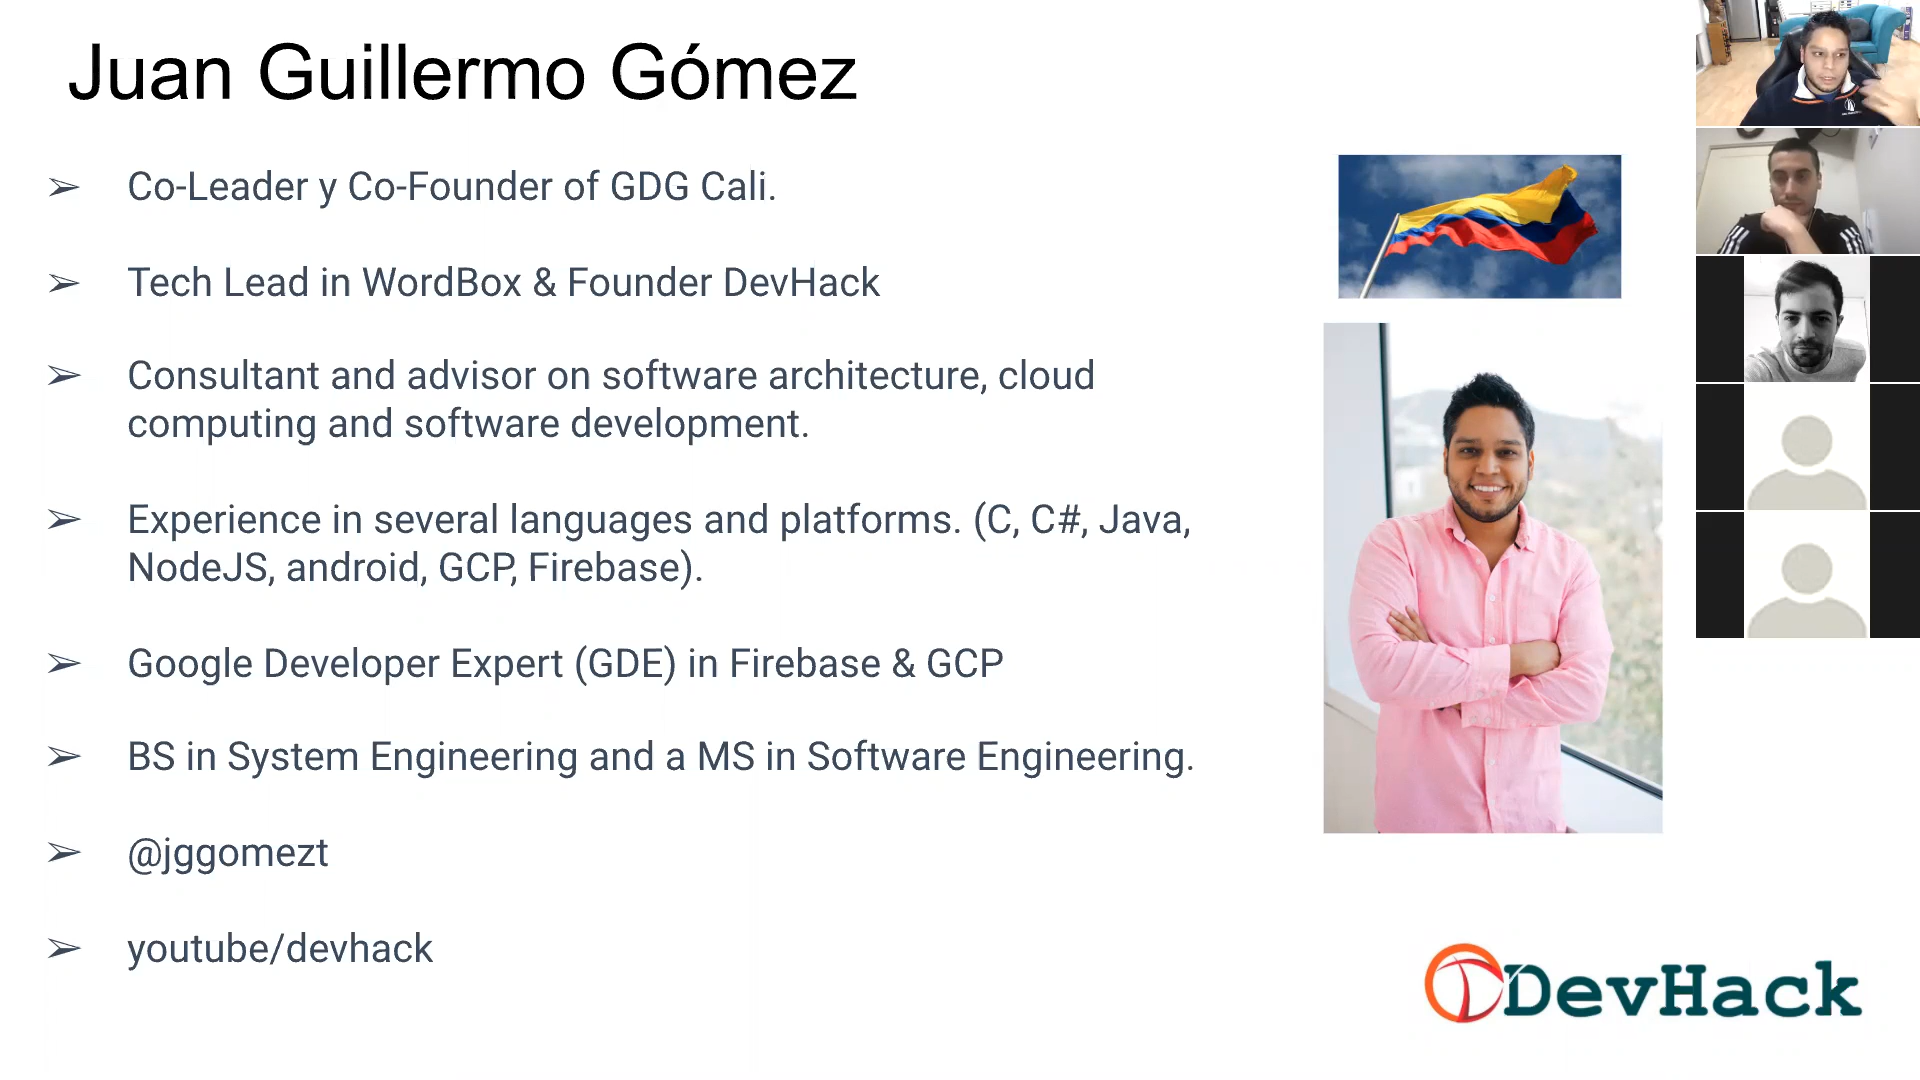 Juan Guillermo Gómez
➢ Co-Leader y Co-Founder of GDG Cali.
➢ Tech Lead in WordBox & Founder DevHack
➢ Consultant and advisor on software architecture, cloud
computing and software development.
➢ Experience in several languages and platforms. (C, C#, Java,
NodeJS, android, GCP, Firebase).
➢ Google Developer Expert (GDE) in Firebase & GCP
➢ BS in System Engineering and a MS in Software Engineering.
➢ @jggomezt
➢ youtube/devhack
DevHack